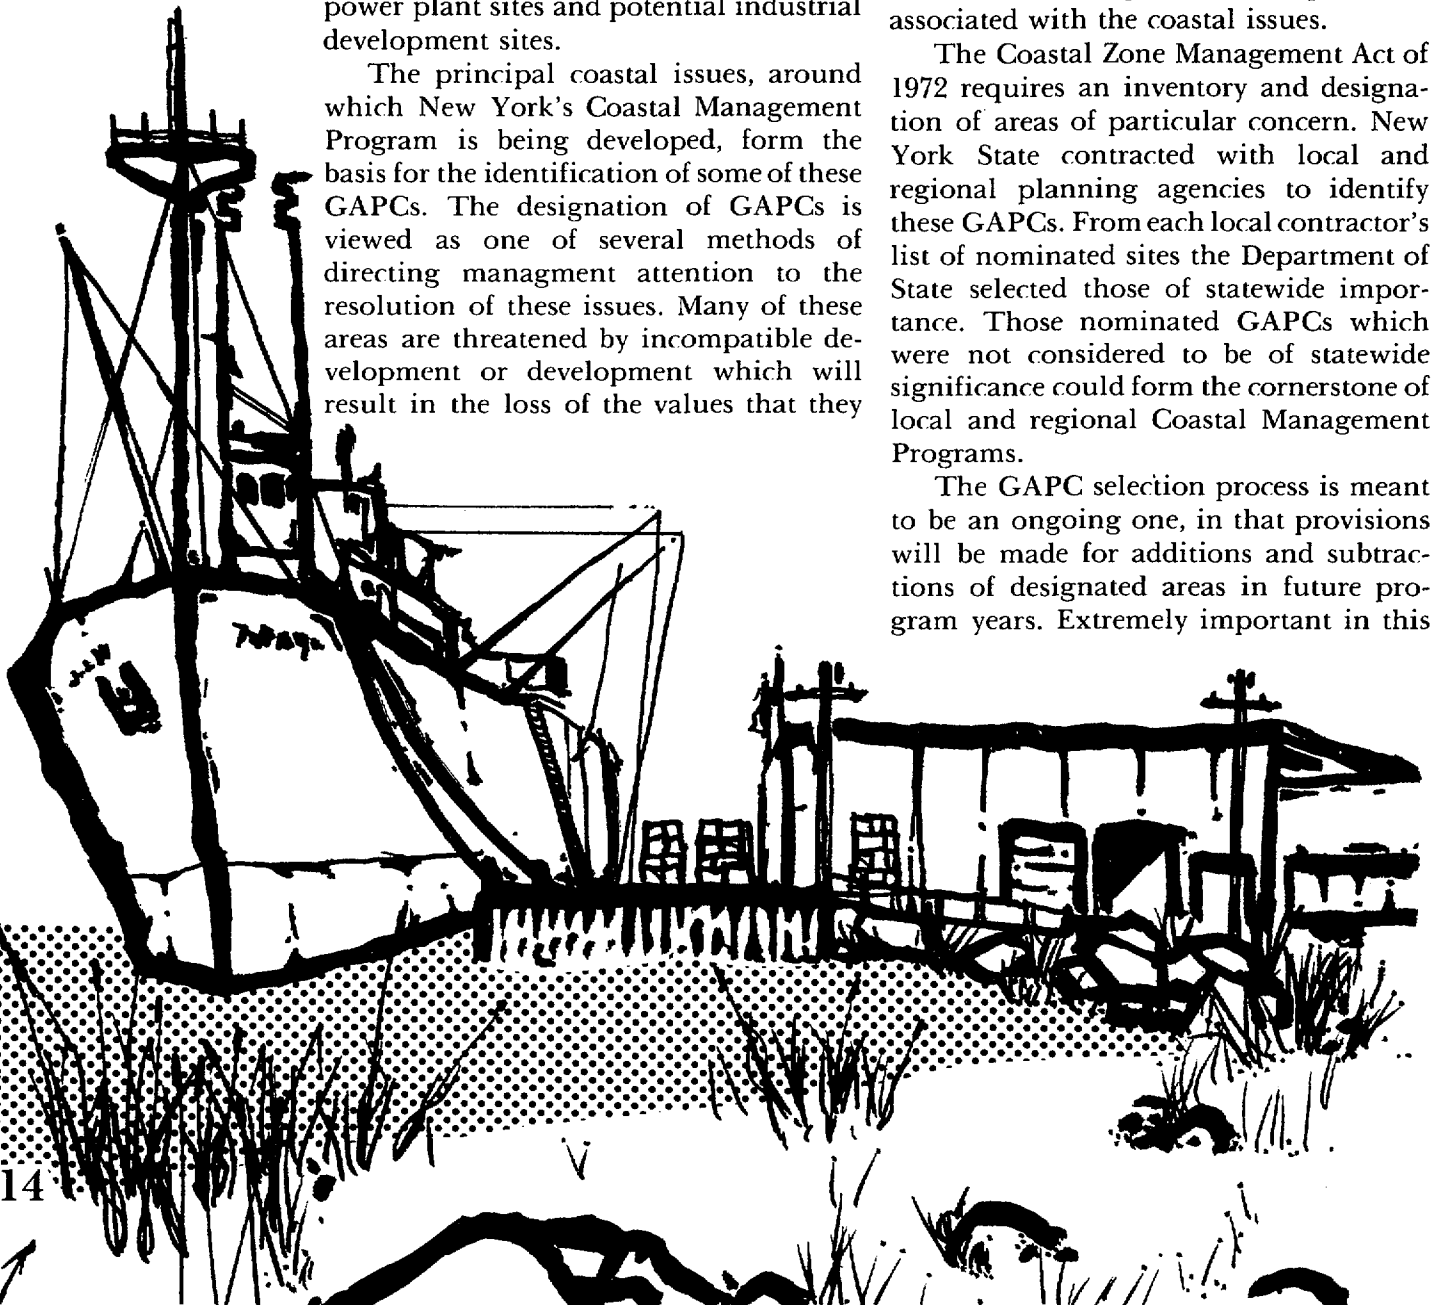 power plant sites and potential industrial
development sites.
The principal coastal issues, around
which New York's Coastal Management
Program is being developed, form the
basis for the identification of some of these
GAPCs. The designation of GAPCs is
viewed as one of several methods of
directing managment attention to the
resolution of these issues. Many of these
areas are threatened by incompatible de-
velopment or development which will
result in the loss of the values that they
associated with the coastal issues.
The Coastal Zone Management Act of
1972 requires an inventory and designa-
tion of areas of particular concern. New
York State contracted with local and
regional planning agencies to identify
these GAPCs. From each local contractor's
list of nominated sites the Department of
State selected those of statewide impor-
tance. Those nominated GAPCs which
were not considered to be of statewide
significance could form the cornerstone of
local and regional Coastal Management
Programs.
The GAPC selection process is meant
to be an ongoing one, in that provisions
will be made for additions and subtrac-
tions of designated areas in future pro-
gram years. Extremely important in this
14